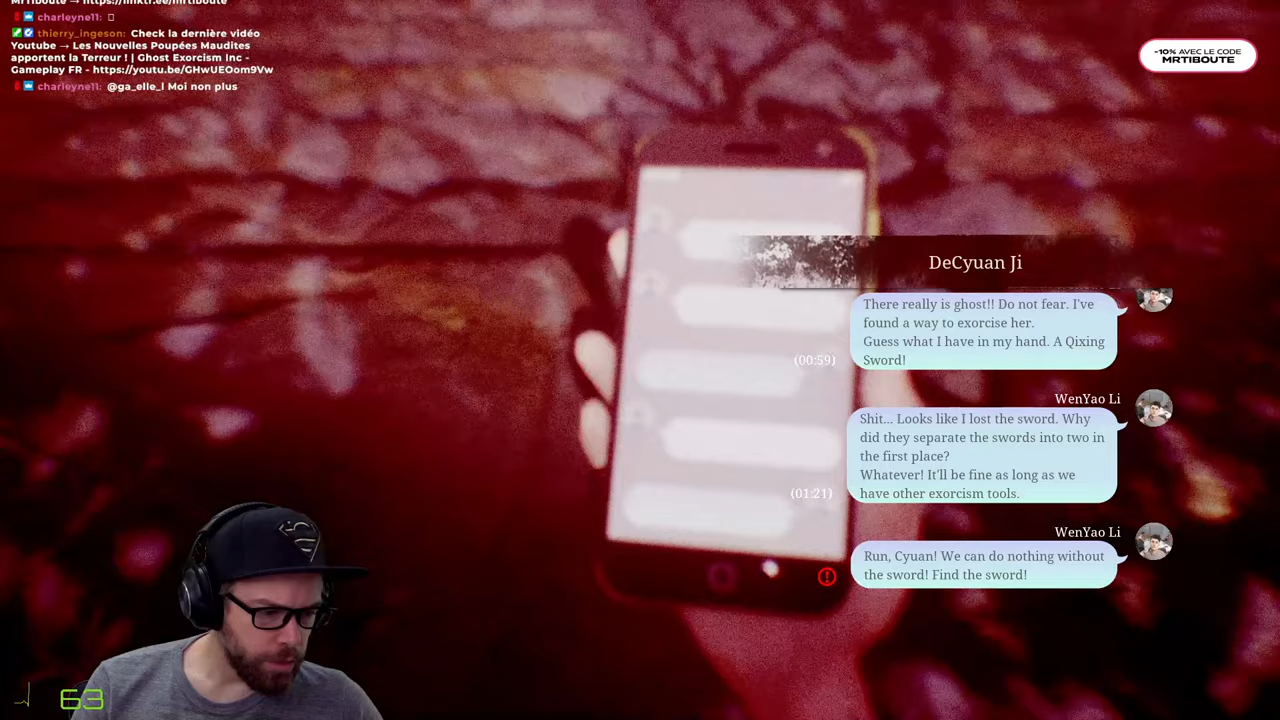 MrTiboute → https://linktr.ee/mrtiboute
charleyne11:
thierry_ingeson: Check la dernière vidéo
Youtube → Les Nouvelles Poupées Maudites
apportent la Terreur ! | Ghost Exorcism Inc -
Gameplay FR - https://youtu.be/GHwUEOom9Vw
charleyne11: @ga_elle_l Moi non plus
-10% AVEC LE CODE
MRTIBOUTE
DeCyuan Ji
There really is ghost!! Do not fear. I've
found a way to exorcise her.
Guess what I have in my hand. A Qixing
Sword!
(00:59)
WenYao Li
Shit... Looks like I lost the sword. Why
did they separate the swords into two in
the first place?
Whatever! It'll be fine as long as we
have other exorcism tools.
(01:21)
WenYao Li
Run, Cyuan! We can do nothing without
the sword! Find the sword!
63